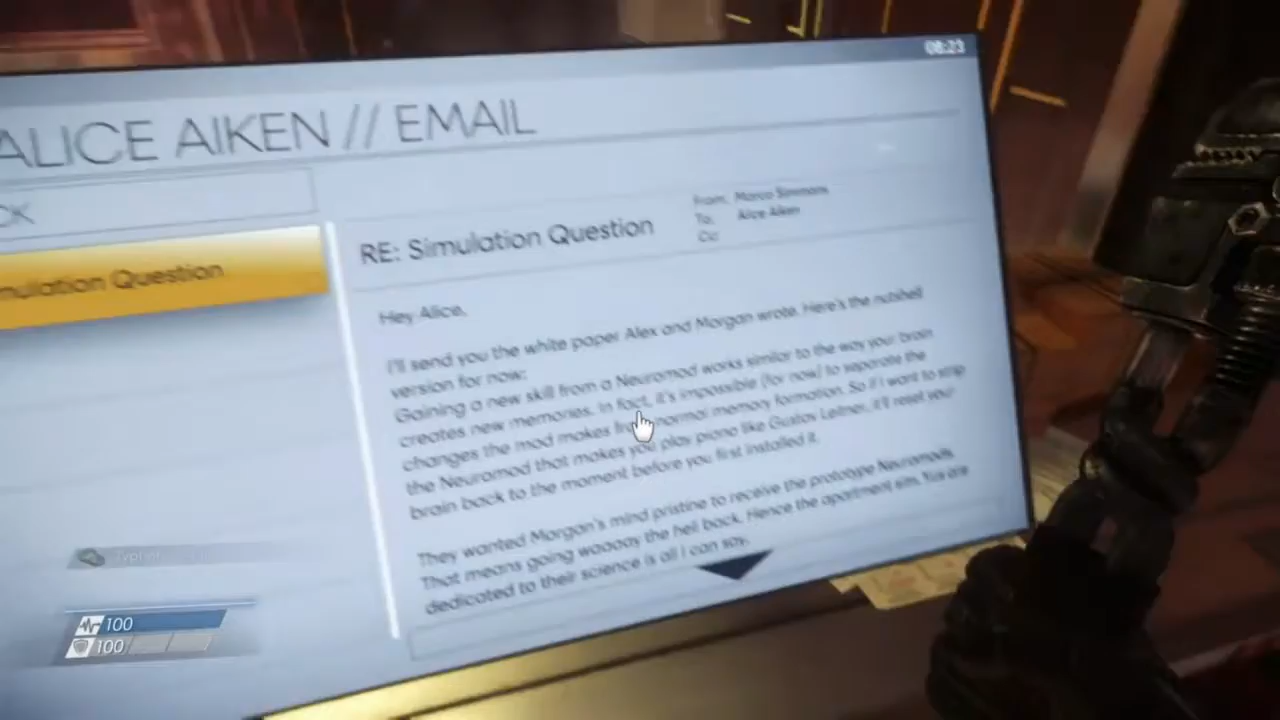 08:23
ALICE AIKEN // EMAIL
CK
mulation Question
RE: Simulation Question
From: Marco Simmons
To: Alice Aiken
Cc:
Hey Alice,
I'll send you the white paper Alex and Morgan wrote. Here's the nutshell
version for now:
Gaining a new skill from a Neuromod works similar to the way your brain
creates new memories. In fact, it's impossible (for now) to separate the
changes the mod makes from normal memory formation. So if I want to strip
the Neuromod that makes you play piano like Gustav Leitner, it'll reset your
brain back to the moment before you first installed it.
They wanted Morgan's mind pristine to receive the prototype Neuromods.
That means going waaaay the hell back. Hence the apartment sim. You are
dedicated to their science is all I can say.
100
100